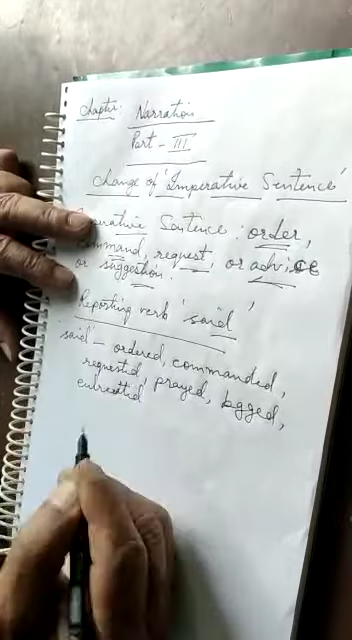 Chapter: Narration
Part - III
Change of 'Imperative Sentence'
Sentence: order,
command, request, or advice
or suggestion.
Reporting verb 'said'
'said' - ordered, commanded,
requested, prayed, begged,
entreated